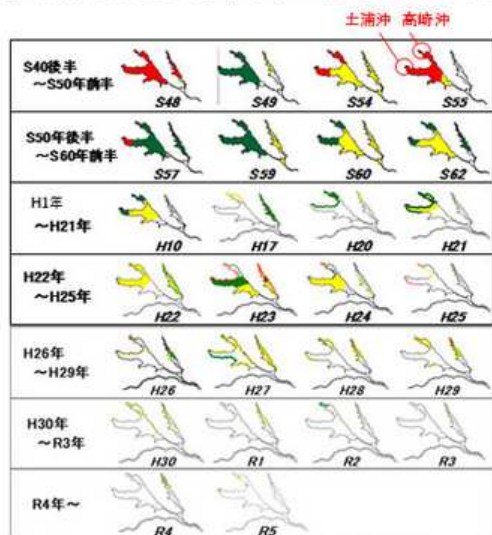 土浦沖 高崎沖
S40後半
～S50年前半
S48 S49 S54 S55
S50年後半
～S60年前半
S57 S59 S60 S62
H1年
～H21年
H10 H17 H20 H21
H22年
～H25年
H22 H23 H24 H25
H26年
～H29年
H26 H27 H28 H29
H30年
～R3年
H30 R1 R2 R3
R4年～
R4 R5